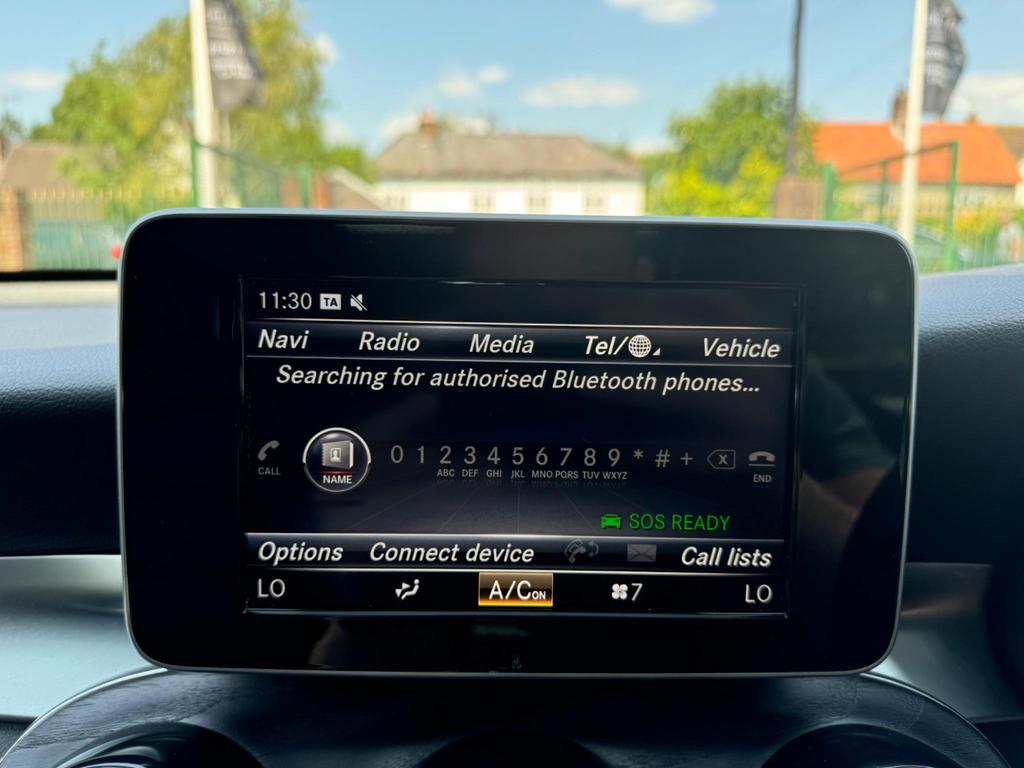 11:30 TA
Navi Radio Media Tel/ Vehicle
Searching for authorised Bluetooth phones...
CALL NAME 0 1 2 3 4 5 6 7 8 9 * # + X END
ABC DEF GHI JKL MNO PQRS TUV WXYZ
SOS READY
Options Connect device Call lists
LO A/C ON 7 LO